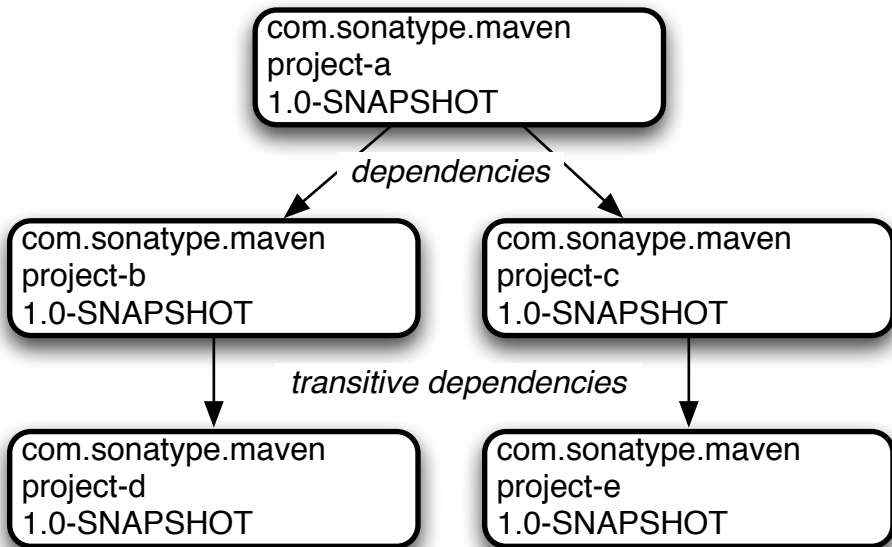 com.sonatype.maven
project-a
1.0-SNAPSHOT
dependencies
com.sonatype.maven
project-b
1.0-SNAPSHOT
com.sonaype.maven
project-c
1.0-SNAPSHOT
transitive dependencies
com.sonatype.maven
project-d
1.0-SNAPSHOT
com.sonatype.maven
project-e
1.0-SNAPSHOT